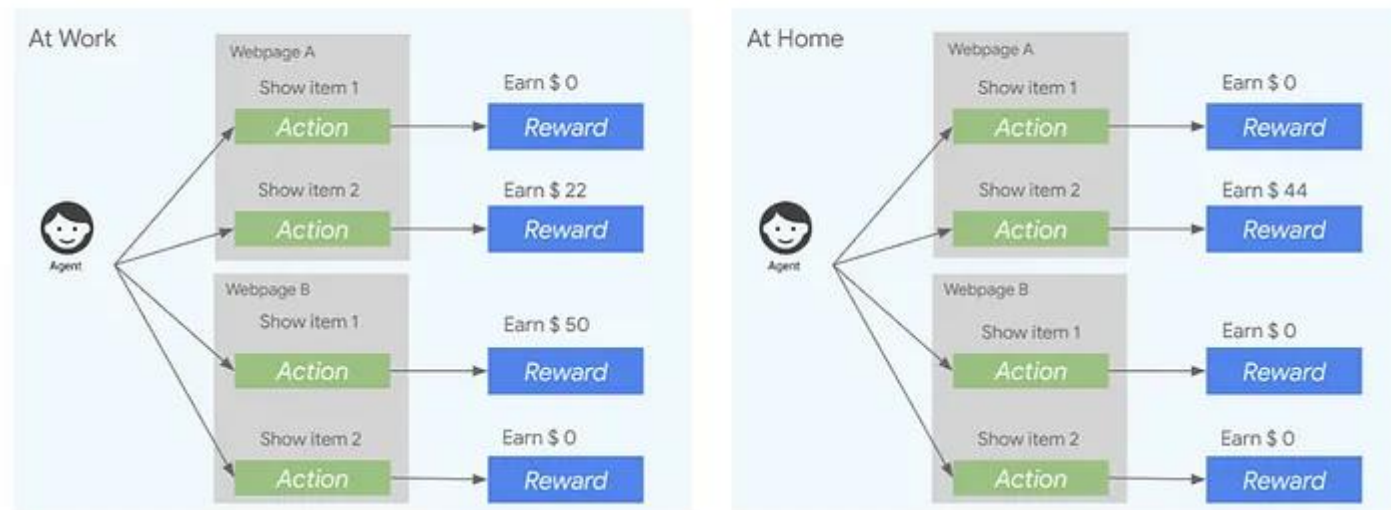 At Work
Webpage A
Show item 1
Earn $ 0
Action
Reward
Show item 2
Earn $ 22
Action
Reward
Agent
Webpage B
Show item 1
Earn $ 50
Action
Reward
Show item 2
Earn $ 0
Action
Reward
At Home
Webpage A
Show item 1
Earn $ 0
Action
Reward
Show item 2
Earn $ 44
Action
Reward
Agent
Webpage B
Show item 1
Earn $ 0
Action
Reward
Show item 2
Earn $ 0
Action
Reward